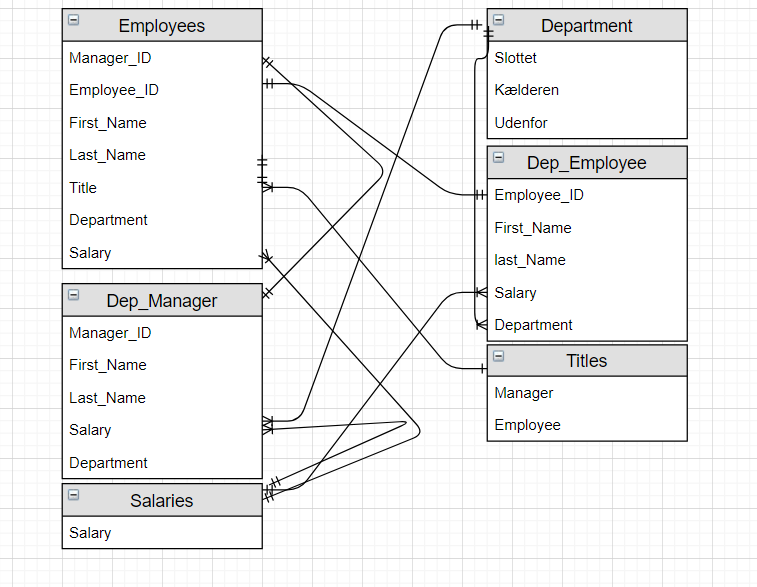 Employees
Manager_ID
Employee_ID
First_Name
Last_Name
Title
Department
Salary
Dep_Manager
Manager_ID
First_Name
Last_Name
Salary
Department
Salaries
Salary
Department
Slottet
Kælderen
Udenfor
Dep_Employee
Employee_ID
First_Name
last_Name
Salary
Department
Titles
Manager
Employee